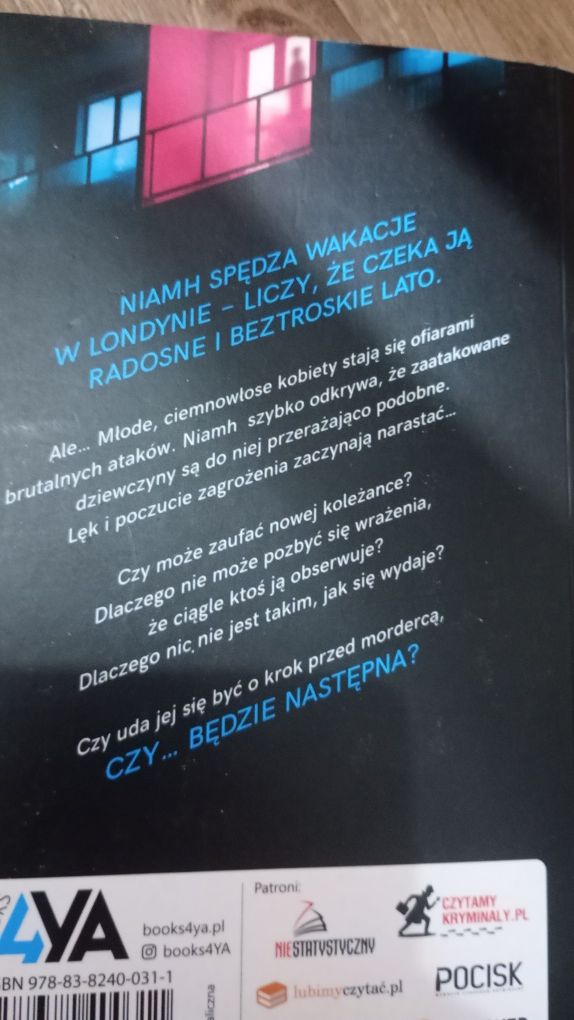 NIAMH SPĘDZA WAKACJE
W LONDYNIE – LICZY, ŻE CZEKA JĄ
RADOSNE I BEZTROSKIE LATO.
Ale... Młode, ciemnowłose kobiety stają się ofiarami
brutalnych ataków. Niamh szybko odkrywa, że zaatakowane
dziewczyny są do niej przerażająco podobne.
Lęk i poczucie zagrożenia zaczynają narastać...
Czy może zaufać nowej koleżance?
Dlaczego nie może pozbyć się wrażenia,
że ciągle ktoś ją obserwuje?
Dlaczego nic nie jest takim, jak się wydaje?
Czy uda jej się być o krok przed mordercą,
CZY... BĘDZIE NASTĘPNA?
4YA
books4ya.pl
books4YA
ISBN 978-83-8240-031-1
Patroni:
NIESTATYSTYCZNY
CZYTAMY
KRYMINALY.PL
lubimyczytać.pl
POCISK